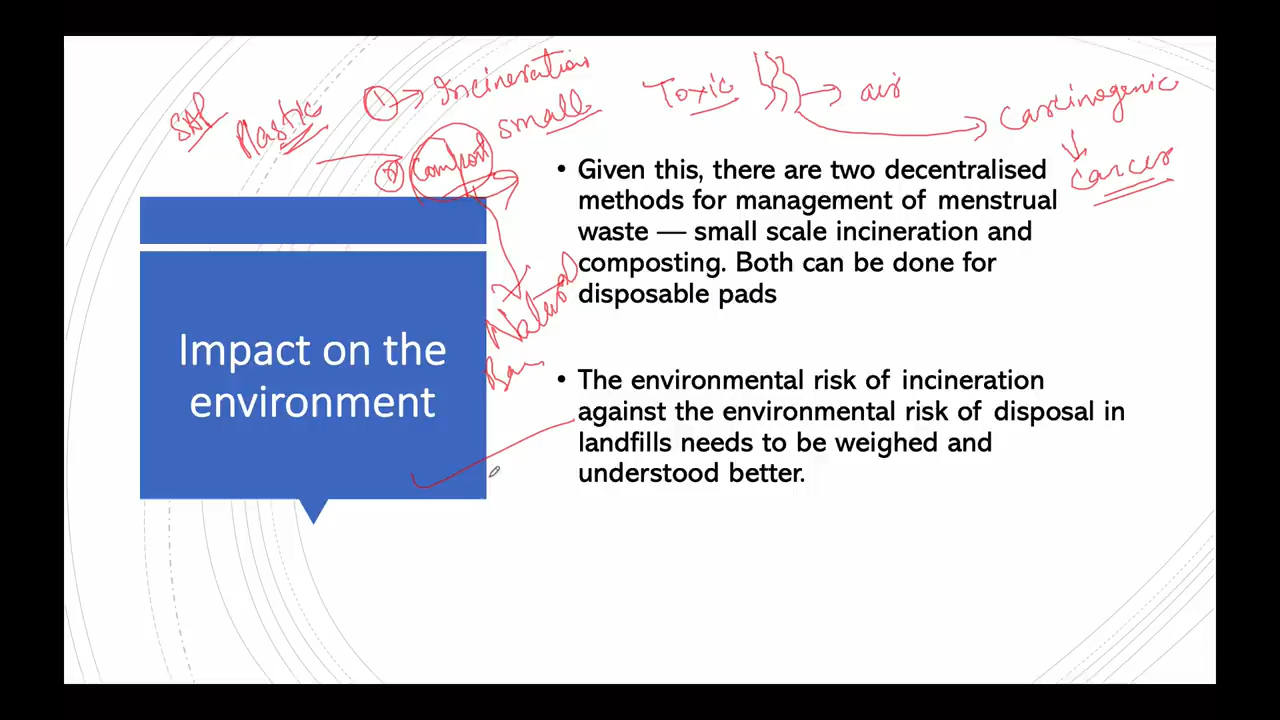 SAP Plastic ① → Incineration
small
Toxic → air
Carcinogenic
Cancer
② Compost
Natural
• Given this, there are two decentralised
methods for management of menstrual
waste — small scale incineration and
composting. Both can be done for
disposable pads
Impact on the
environment
• The environmental risk of incineration
against the environmental risk of disposal in
landfills needs to be weighed and
understood better.